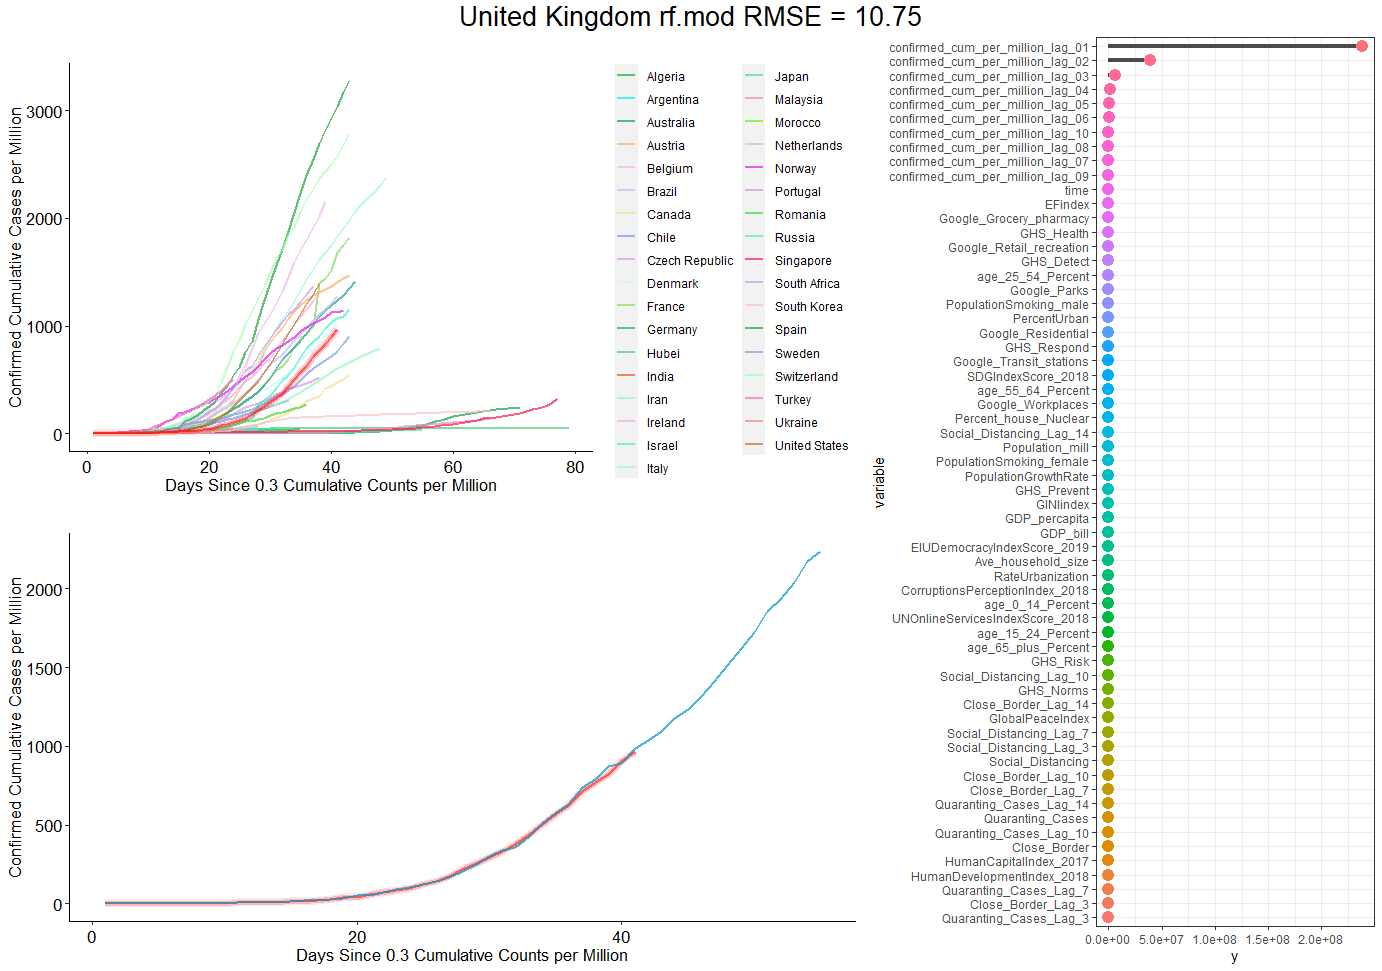 United Kingdom rf.mod RMSE = 10.75
Confirmed Cumulative Cases per Million
3000
2000
1000
0
0 20 40 60 80
Days Since 0.3 Cumulative Counts per Million
Algeria
Argentina
Australia
Austria
Belgium
Brazil
Canada
Chile
Czech Republic
Denmark
France
Germany
Hubei
India
Iran
Ireland
Israel
Italy
Japan
Malaysia
Morocco
Netherlands
Norway
Portugal
Romania
Russia
Singapore
South Africa
South Korea
Spain
Sweden
Switzerland
Turkey
Ukraine
United States
Confirmed Cumulative Cases per Million
2000
1500
1000
500
0
0 20 40
Days Since 0.3 Cumulative Counts per Million
variable
confirmed_cum_per_million_lag_01
confirmed_cum_per_million_lag_02
confirmed_cum_per_million_lag_03
confirmed_cum_per_million_lag_04
confirmed_cum_per_million_lag_05
confirmed_cum_per_million_lag_06
confirmed_cum_per_million_lag_10
confirmed_cum_per_million_lag_08
confirmed_cum_per_million_lag_07
confirmed_cum_per_million_lag_09
time
EFindex
Google_Grocery_pharmacy
GHS_Health
Google_Retail_recreation
GHS_Detect
age_25_54_Percent
Google_Parks
PopulationSmoking_male
PercentUrban
Google_Residential
GHS_Respond
Google_Transit_stations
SDGIndexScore_2018
age_55_64_Percent
Google_Workplaces
Percent_house_Nuclear
Social_Distancing_Lag_14
Population_mill
PopulationSmoking_female
PopulationGrowthRate
GHS_Prevent
GINIindex
GDP_percapita
GDP_bill
EIUDemocracyIndexScore_2019
Ave_household_size
RateUrbanization
CorruptionsPerceptionIndex_2018
age_0_14_Percent
UNOnlineServicesIndexScore_2018
age_15_24_Percent
age_65_plus_Percent
GHS_Risk
Social_Distancing_Lag_10
GHS_Norms
Close_Border_Lag_14
GlobalPeaceIndex
Social_Distancing_Lag_7
Social_Distancing_Lag_3
Social_Distancing
Close_Border_Lag_10
Close_Border_Lag_7
Quaranting_Cases_Lag_14
Quaranting_Cases
Quaranting_Cases_Lag_10
Close_Border
HumanCapitalIndex_2017
HumanDevelopmentIndex_2018
Quaranting_Cases_Lag_7
Close_Border_Lag_3
Quaranting_Cases_Lag_3
0.0e+00 5.0e+07 1.0e+08 1.5e+08 2.0e+08
y